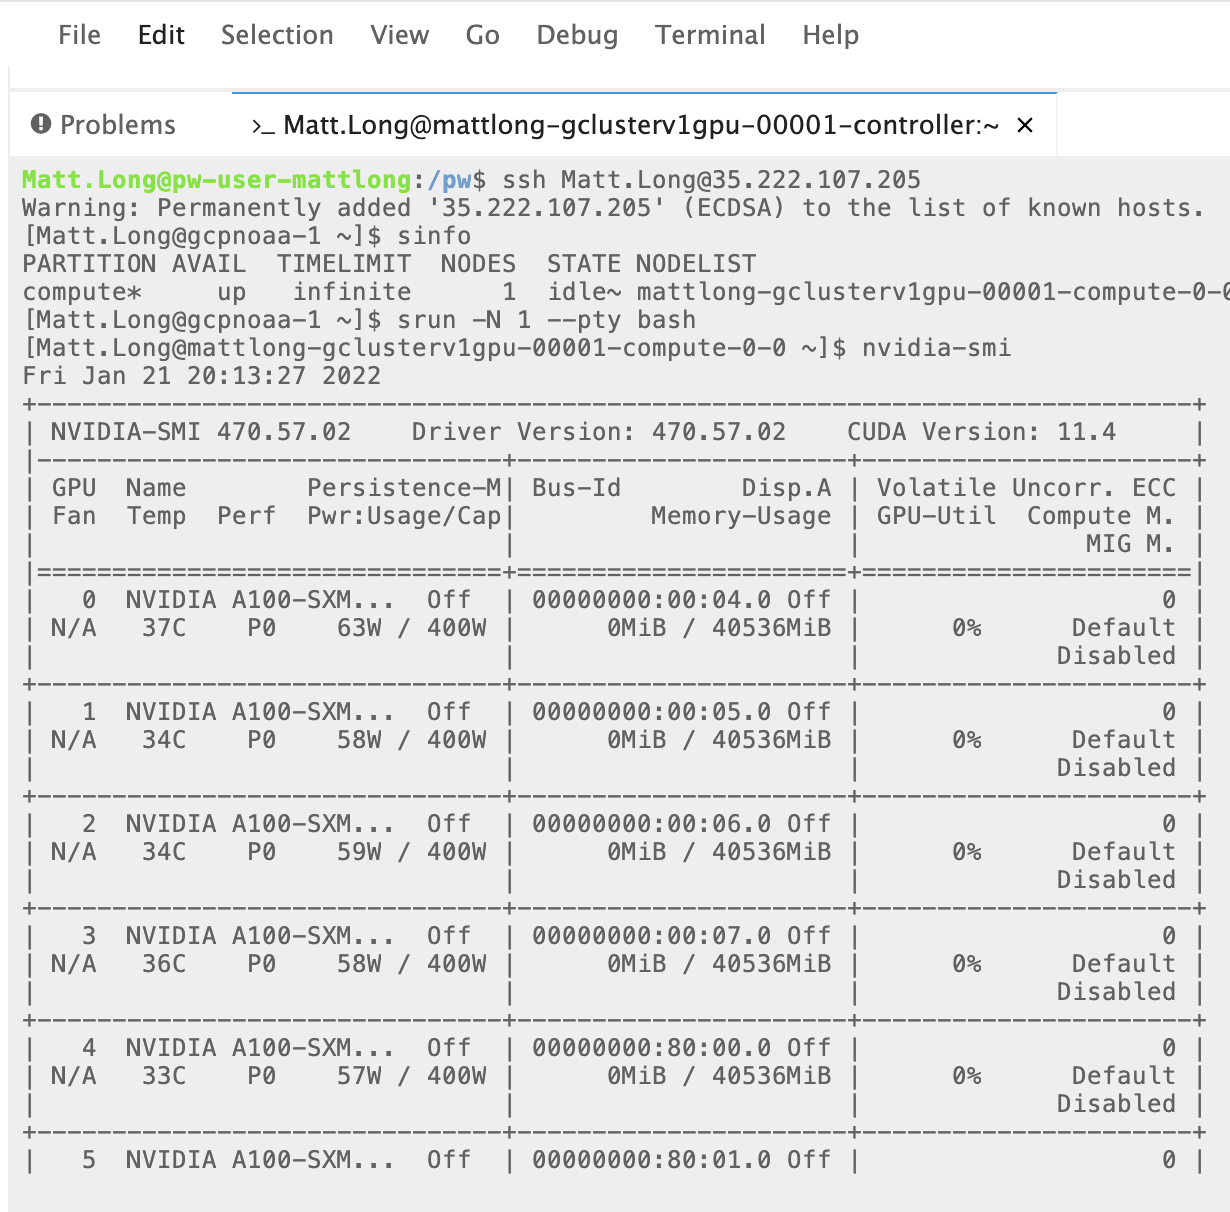 File Edit Selection View Go Debug Terminal Help
Problems >_ Matt.Long@mattlong-gclusterv1gpu-00001-controller:~ ×
Matt.Long@pw-user-mattlong:/pw$ ssh Matt.Long@35.222.107.205
Warning: Permanently added '35.222.107.205' (ECDSA) to the list of known hosts.
[Matt.Long@gcpnoaa-1 ~]$ sinfo
PARTITION AVAIL  TIMELIMIT  NODES  STATE NODELIST
compute*     up   infinite      1  idle~ mattlong-gclusterv1gpu-00001-compute-0-0
[Matt.Long@gcpnoaa-1 ~]$ srun -N 1 --pty bash
[Matt.Long@mattlong-gclusterv1gpu-00001-compute-0-0 ~]$ nvidia-smi
Fri Jan 21 20:13:27 2022
+-----------------------------------------------------------------------------+
| NVIDIA-SMI 470.57.02    Driver Version: 470.57.02    CUDA Version: 11.4     |
|-------------------------------+----------------------+----------------------+
| GPU  Name        Persistence-M| Bus-Id        Disp.A | Volatile Uncorr. ECC |
| Fan  Temp  Perf  Pwr:Usage/Cap|         Memory-Usage | GPU-Util  Compute M. |
|                               |                      |               MIG M. |
|===============================+======================+======================|
|   0  NVIDIA A100-SXM...  Off  | 00000000:00:04.0 Off |                    0 |
| N/A   37C    P0    63W / 400W |      0MiB / 40536MiB |      0%      Default |
|                               |                      |             Disabled |
+-------------------------------+----------------------+----------------------+
|   1  NVIDIA A100-SXM...  Off  | 00000000:00:05.0 Off |                    0 |
| N/A   34C    P0    58W / 400W |      0MiB / 40536MiB |      0%      Default |
|                               |                      |             Disabled |
+-------------------------------+----------------------+----------------------+
|   2  NVIDIA A100-SXM...  Off  | 00000000:00:06.0 Off |                    0 |
| N/A   34C    P0    59W / 400W |      0MiB / 40536MiB |      0%      Default |
|                               |                      |             Disabled |
+-------------------------------+----------------------+----------------------+
|   3  NVIDIA A100-SXM...  Off  | 00000000:00:07.0 Off |                    0 |
| N/A   36C    P0    58W / 400W |      0MiB / 40536MiB |      0%      Default |
|                               |                      |             Disabled |
+-------------------------------+----------------------+----------------------+
|   4  NVIDIA A100-SXM...  Off  | 00000000:80:00.0 Off |                    0 |
| N/A   33C    P0    57W / 400W |      0MiB / 40536MiB |      0%      Default |
|                               |                      |             Disabled |
+-------------------------------+----------------------+----------------------+
|   5  NVIDIA A100-SXM...  Off  | 00000000:80:01.0 Off |                    0 |